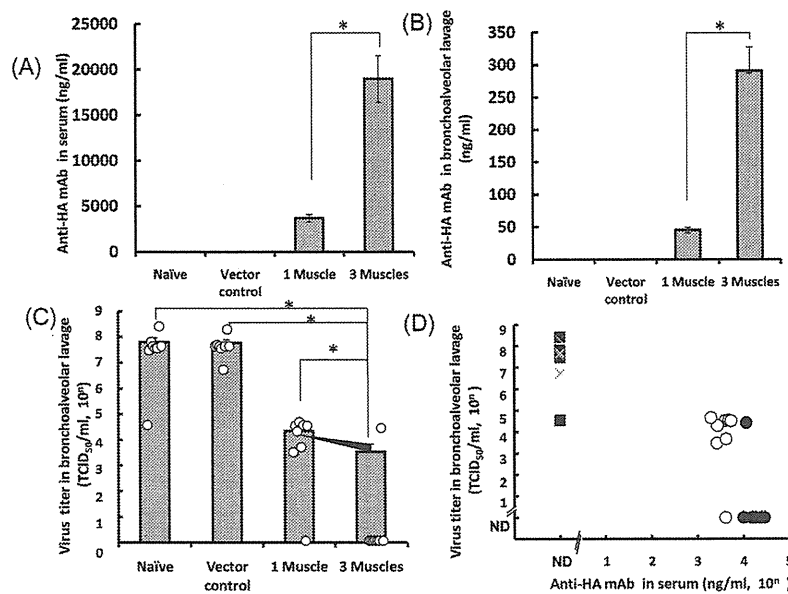 (A)
Anti-HA mAb in serum (ng/ml)
25000
20000
15000
10000
5000
0
*
Naïve
Vector
control
1 Muscle
3 Muscles
(B)
Anti-HA mAb in bronchoalveolar lavage
(ng/ml)
350
300
250
200
150
100
50
0
*
Naïve
Vector
control
1 Muscle
3 Muscles
(C)
Virus titer in bronchoalveolar lavage
(TCID50/ml, 10ⁿ)
9
8
7
6
5
4
3
2
1
0
*
*
*
Naïve
Vector
control
1 Muscle
3 Muscles
(D)
Virus titer in bronchoalveolar lavage
(TCID50/ml, 10ⁿ)
9
8
7
6
5
4
3
2
1
ND
ND
1
2
3
4
5
Anti-HA mAb in serum (ng/ml, 10ⁿ)